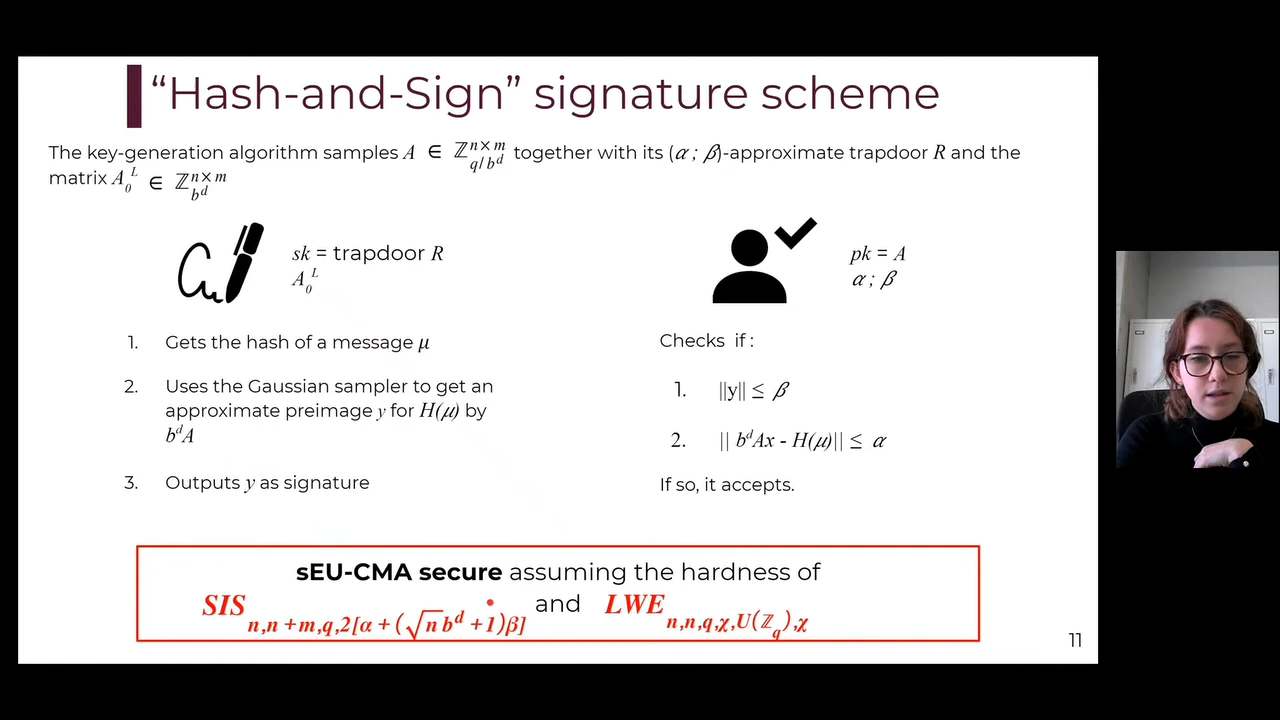 “Hash-and-Sign” signature scheme
The key-generation algorithm samples A ∈ ℤ^{n×m}_{q/b^d} together with its (α ; β)-approximate trapdoor R and the
matrix A_0^L ∈ ℤ^{n×m}_{b^d}
sk = trapdoor R
A_0^L
1. Gets the hash of a message μ
2. Uses the Gaussian sampler to get an
approximate preimage y for H(μ) by
b^dA
3. Outputs y as signature
pk = A
α ; β
Checks if :
1. ||y|| ≤ β
2. || b^dAx - H(μ)|| ≤ α
If so, it accepts.
sEU-CMA secure assuming the hardness of
SIS_{n,n+m,q,2[α+(√n b^d+1)β]} and LWE_{n,n,q,χ,U(ℤ_q),χ}
11